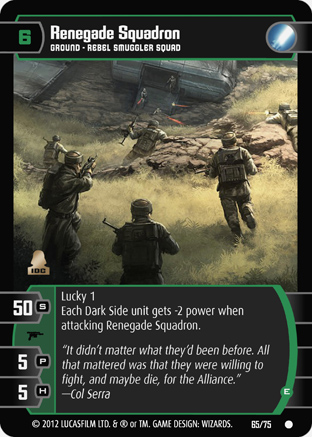 6
Renegade Squadron
GROUND - REBEL SMUGGLER SQUAD
IDC
50 S
Lucky 1
Each Dark Side unit gets -2 power when
attacking Renegade Squadron.
5 P
"It didn't matter what they'd been before. All
that mattered was that they were willing to
fight, and maybe die, for the Alliance."
—Col Serra
5 H
E
© 2012 LUCASFILM LTD. & ® or TM. GAME DESIGN: WIZARDS.
65/75